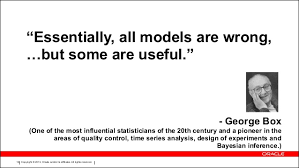 “Essentially, all models are wrong,
…but some are useful.”
- George Box
(One of the most influential statisticians of the 20th century and a pioneer in the
areas of quality control, time series analysis, design of experiments and
Bayesian inference.)
ORACLE